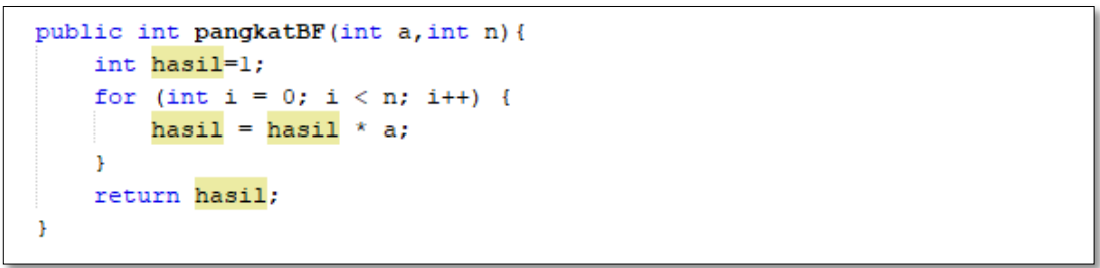 public int pangkatBF(int a,int n){
    int hasil=1;
    for (int i = 0; i < n; i++) {
        hasil = hasil * a;
    }
    return hasil;
}